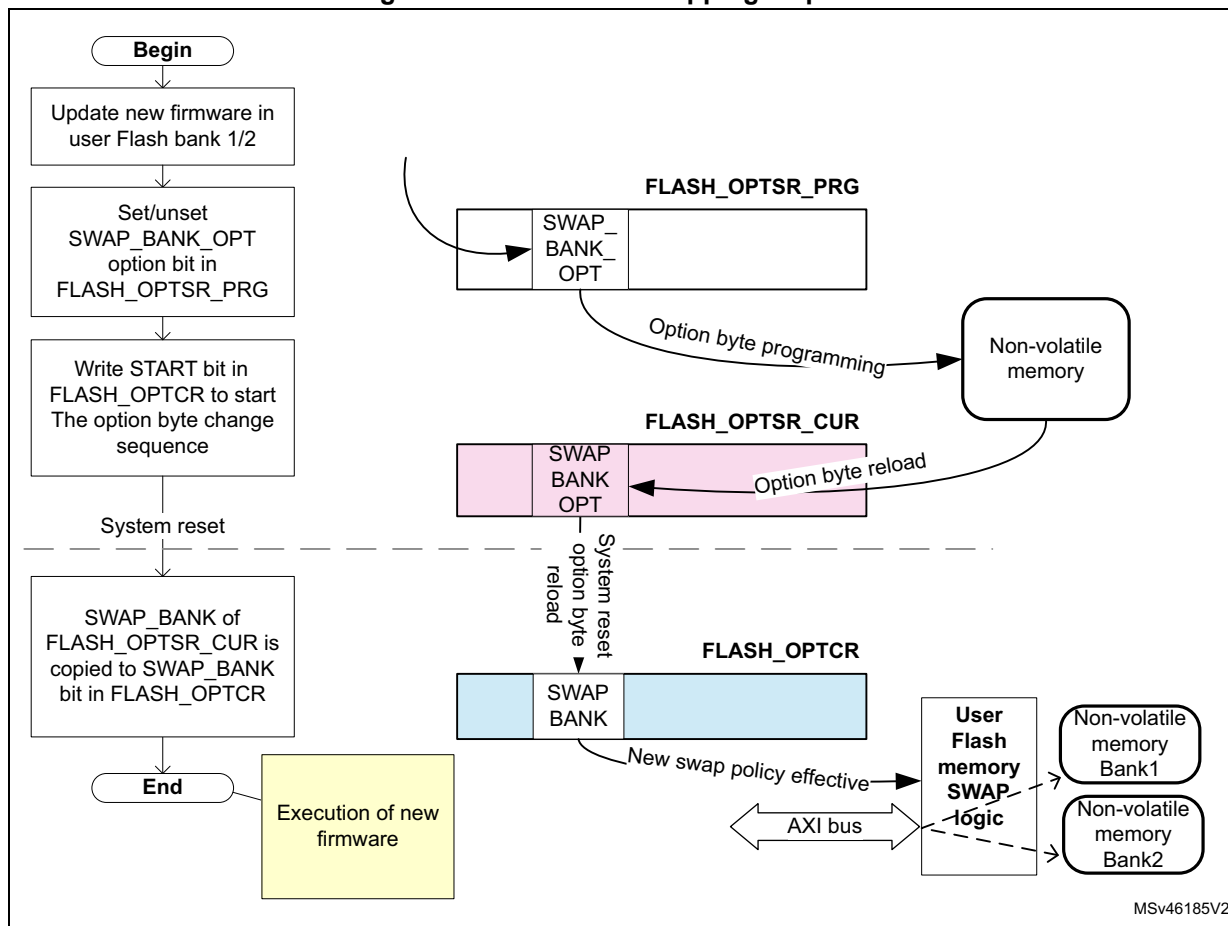 Begin
Update new firmware in
user Flash bank 1/2
Set/unset
SWAP_BANK_OPT
option bit in
FLASH_OPTSR_PRG
Write START bit in
FLASH_OPTCR to start
The option byte change
sequence
System reset
SWAP_BANK of
FLASH_OPTSR_CUR is
copied to SWAP_BANK
bit in FLASH_OPTCR
End
Execution of new
firmware
FLASH_OPTSR_PRG
SWAP_
BANK_
OPT
Option byte programming
Non-volatile
memory
FLASH_OPTSR_CUR
SWAP
BANK
OPT
Option byte reload
System reset
option byte
reload
FLASH_OPTCR
SWAP
BANK
New swap policy effective
AXI bus
User
Flash
memory
SWAP
logic
Non-volatile
memory
Bank1
Non-volatile
memory
Bank2
MSv46185V2